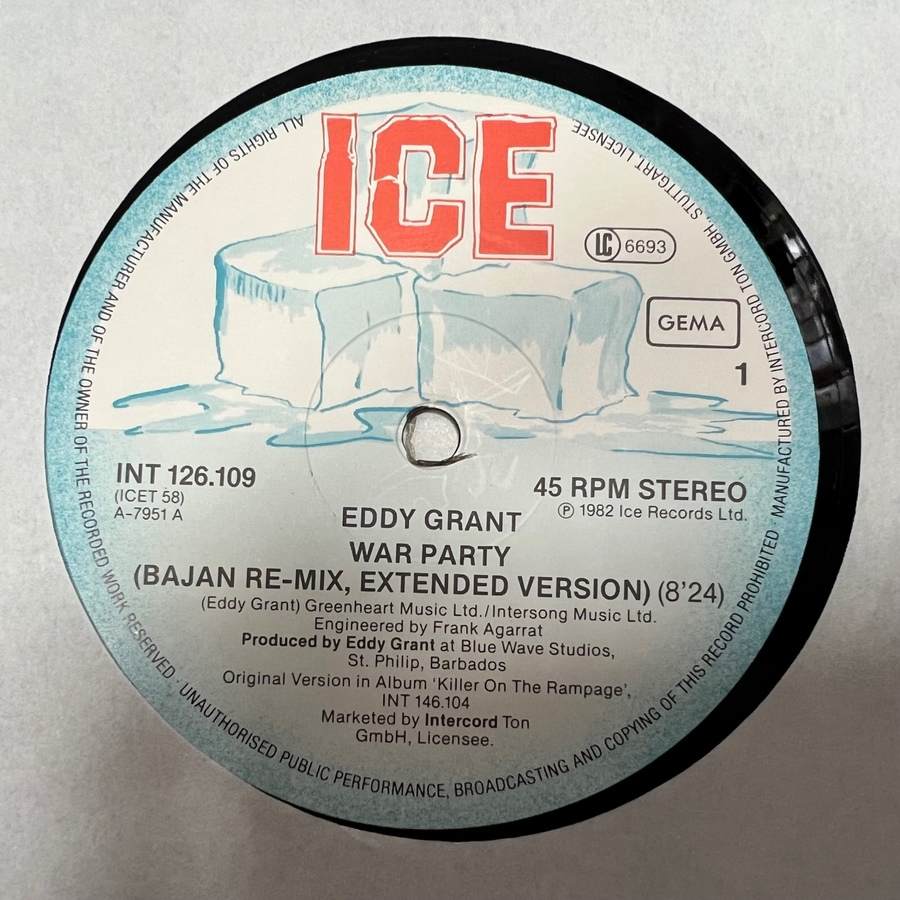 ICE
LC 6693
GEMA
1
INT 126.109
(ICET 58)
A-7951 A
45 RPM STEREO
℗ 1982 Ice Records Ltd.
EDDY GRANT
WAR PARTY
(BAJAN RE-MIX, EXTENDED VERSION) (8’24)
(Eddy Grant) Greenheart Music Ltd./Intersong Music Ltd.
Engineered by Frank Agarrat
Produced by Eddy Grant at Blue Wave Studios,
St. Philip, Barbados
Original Version in Album ‘Killer On The Rampage’,
INT 146.104
Marketed by Intercord Ton
GmbH, Licensee.
ALL RIGHTS OF THE MANUFACTURER AND OF THE OWNER OF THE RECORDED WORK RESERVED · UNAUTHORISED PUBLIC PERFORMANCE, BROADCASTING AND COPYING OF THIS RECORD PROHIBITED · MANUFACTURED BY INTERCORD TON GMBH, STUTTGART, LICENSEE